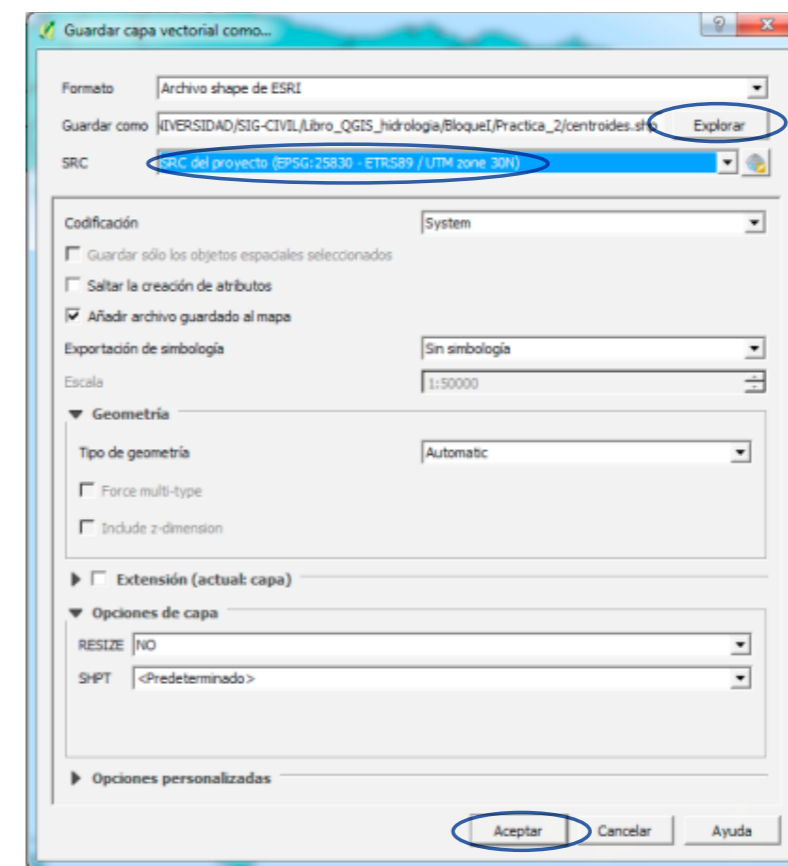 Guardar capa vectorial como...
Formato Archivo shape de ESRI
Guardar como NIVERSIDAD/SIG-CIVIL/Libro_QGIS_hidrologia/BloqueI/Practica_2/centroides.shp Explorar
SRC SRC del proyecto (EPSG:25830 - ETRS89 / UTM zone 30N)
Codificación System
Guardar sólo los objetos espaciales seleccionados
Saltar la creación de atributos
Añadir archivo guardado al mapa
Exportación de simbología Sin simbología
Escala 1:50000
Geometría
Tipo de geometría Automatic
Force multi-type
Include z-dimension
Extensión (actual: capa)
Opciones de capa
RESIZE NO
SHPT <Predeterminado>
Opciones personalizadas
Aceptar Cancelar Ayuda